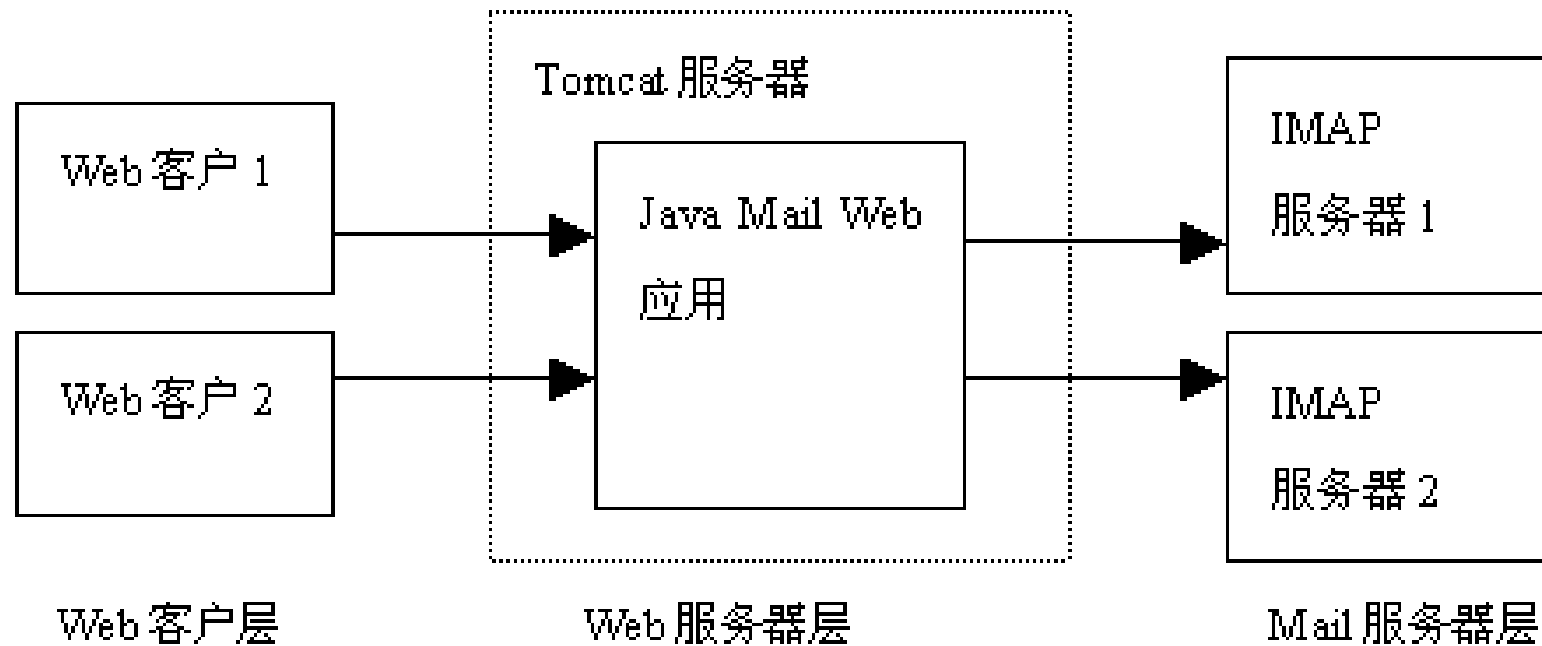 Tomcat 服务器
Web 客户 1
Web 客户 2
Java Mail Web
应用
IMAP
服务器 1
IMAP
服务器 2
Web 客户层
Web 服务器层
Mail 服务器层